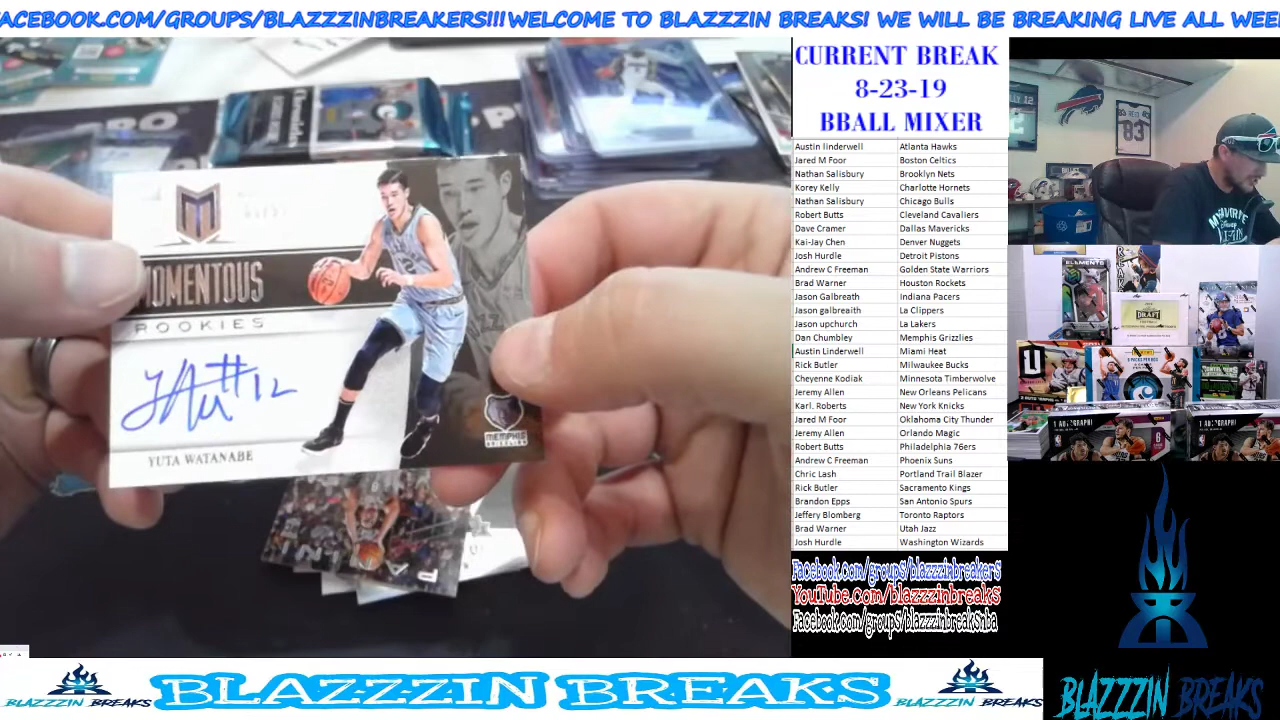 ACEBOOK.COM/GROUPS/BLAZZZINBREAKERS!!! WELCOME TO BLAZZZIN BREAKS! WE WILL BE BREAKING LIVE ALL WEE
MOMENTOUS
ROOKIES
#12
YUTA WATANABE
MEMPHIS
GRIZZLIES
CURRENT BREAK
8-23-19
BBALL MIXER
Austin linderwell Atlanta Hawks
Jared M Foor Boston Celtics
Nathan Salisbury Brooklyn Nets
Korey Kelly Charlotte Hornets
Nathan Salisbury Chicago Bulls
Robert Butts Cleveland Cavaliers
Dave Cramer Dallas Mavericks
Kai-Jay Chen Denver Nuggets
Josh Hurdle Detroit Pistons
Andrew C Freeman Golden State Warriors
Brad Warner Houston Rockets
Jason Galbreath Indiana Pacers
Jason galbreaith La Clippers
Jason upchurch La Lakers
Dan Chumbley Memphis Grizzlies
Austin Linderwell Miami Heat
Rick Butler Milwaukee Bucks
Cheyenne Kodiak Minnesota Timberwolve
Jeremy Allen New Orleans Pelicans
Karl. Roberts New York Knicks
Jared M Foor Oklahoma City Thunder
Jeremy Allen Orlando Magic
Robert Butts Philadelphia 76ers
Andrew C Freeman Phoenix Suns
Chric Lash Portland Trail Blazer
Rick Butler Sacramento Kings
Brandon Epps San Antonio Spurs
Jeffery Blomberg Toronto Raptors
Brad Warner Utah Jazz
Josh Hurdle Washington Wizards
Facebook.com/groups/blazzzinbreakers
YouTube.com/blazzzinbreaks
Facebook.com/groups/blazzzinbreaksnba
83
ELEMENTS
DRAFT
BLAZZZIN BREAKS
BLAZZZIN BREAKS
BLAZZZIN BREAKS
BLAZZZIN BREAKS